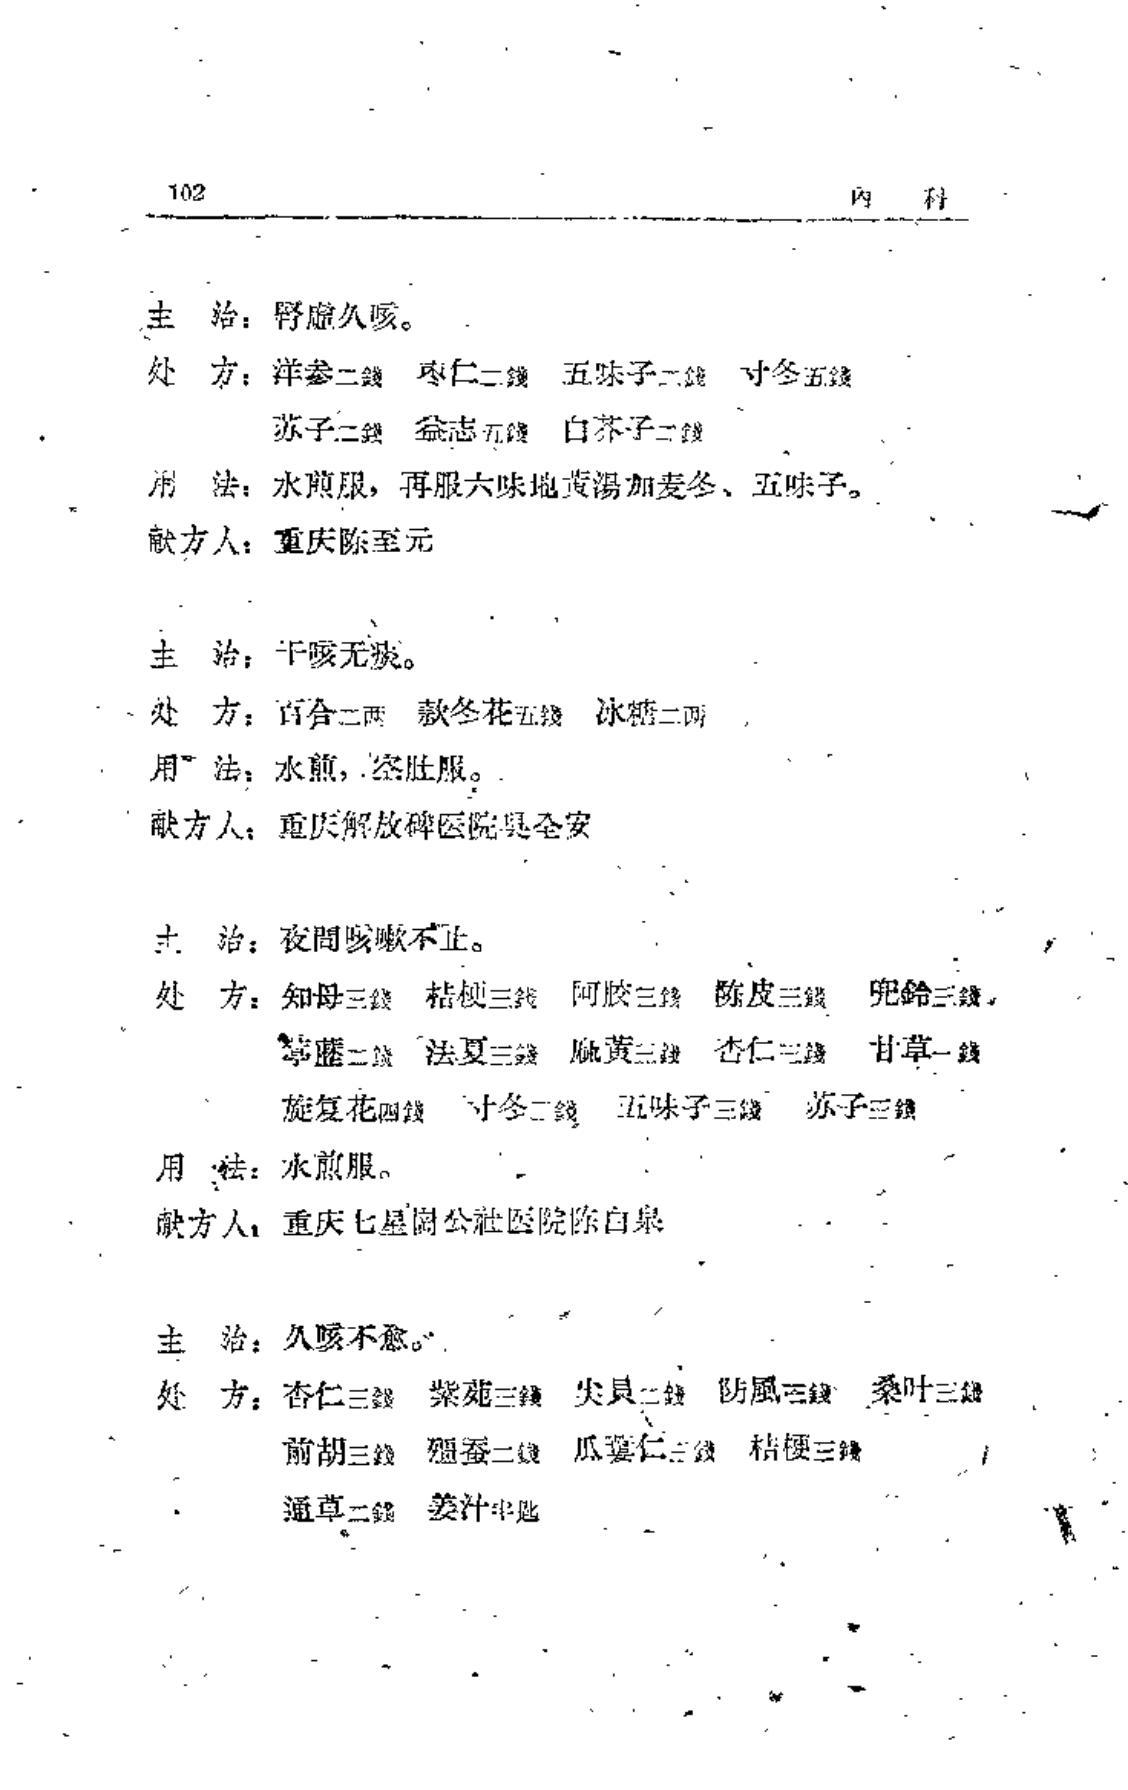 102 內 科
主 治：腎虛久咳。
处 方：洋参二錢 枣仁二錢 五味子二錢 寸冬五錢
苏子二錢 益志五錢 白芥子二錢
用 法：水煎服，再服六味地黄湯加麦冬、五味子。
献方人：重庆陈至元
主 治：干咳无痰。
处 方：百合二两 款冬花五錢 冰糖二两
用 法：水煎，空肚服。
献方人：重庆解放碑医院吳全安
主 治：夜間咳嗽不止。
处 方：知母三錢 桔梗三錢 阿胶三錢 陈皮三錢 兜鈴三錢
葶藶二錢 法夏三錢 麻黄三錢 杏仁三錢 甘草一錢
旋复花四錢 寸冬二錢 五味子三錢 苏子三錢
用 法：水煎服。
献方人：重庆七星崗公社医院陈白泉
主 治：久咳不愈。
处 方：杏仁三錢 紫菀三錢 尖貝二錢 防風三錢 桑叶三錢
前胡三錢 殭蚕二錢 瓜蔞仁三錢 桔梗三錢
通草二錢 姜汁半匙